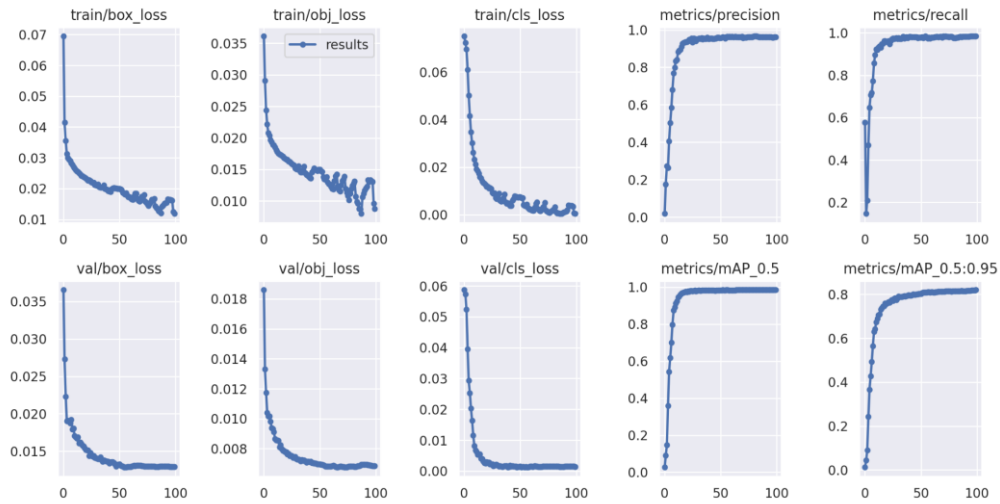 train/box_loss
train/obj_loss
train/cls_loss
metrics/precision
metrics/recall
results
0.07
0.06
0.05
0.04
0.03
0.02
0.01
0 50 100
0.035
0.030
0.025
0.020
0.015
0.010
0 50 100
0.06
0.04
0.02
0.00
0 50 100
1.0
0.8
0.6
0.4
0.2
0.0
0 50 100
1.0
0.8
0.6
0.4
0.2
0 50 100
val/box_loss
val/obj_loss
val/cls_loss
metrics/mAP_0.5
metrics/mAP_0.5:0.95
0.035
0.030
0.025
0.020
0.015
0 50 100
0.018
0.016
0.014
0.012
0.010
0.008
0 50 100
0.06
0.05
0.04
0.03
0.02
0.01
0.00
0 50 100
1.0
0.8
0.6
0.4
0.2
0.0
0 50 100
0.8
0.6
0.4
0.2
0.0
0 50 100